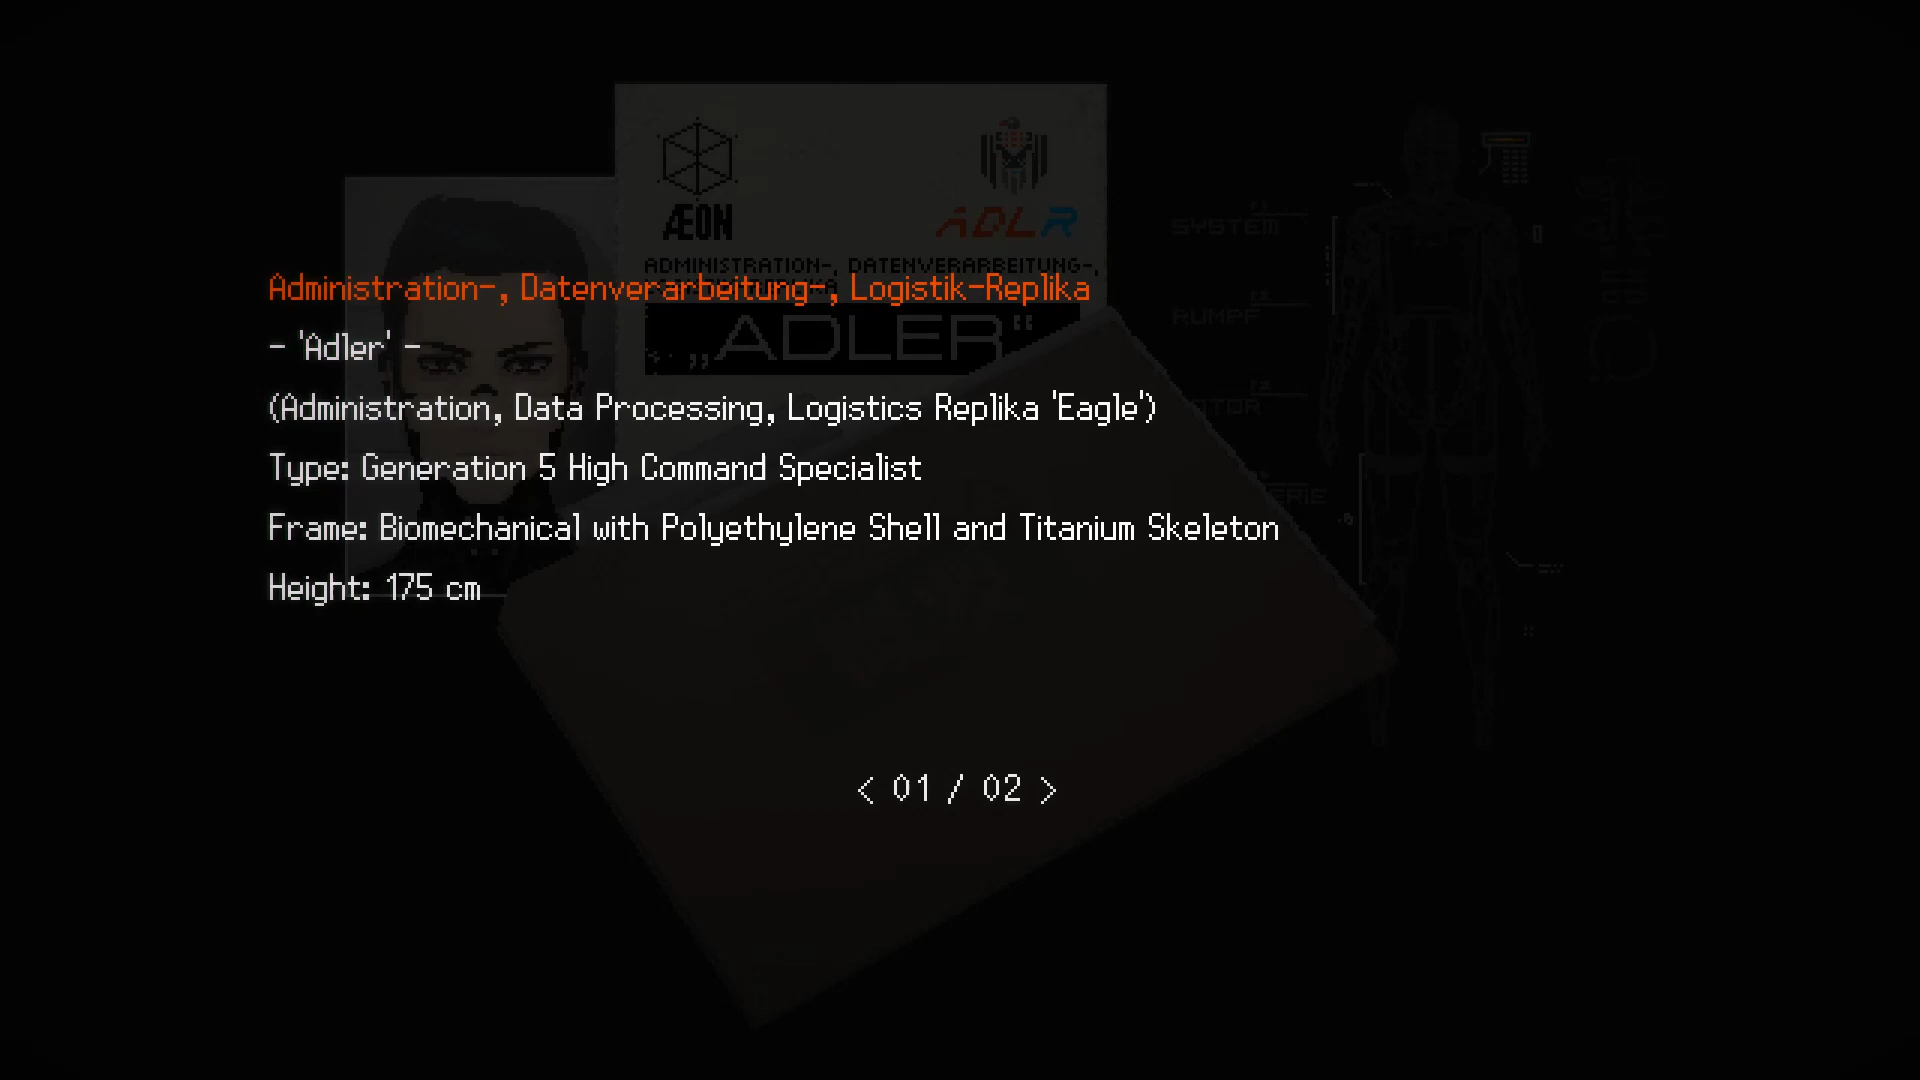 ÆON
ADLR
ADMINISTRATION-, DATENVERARBEITUNG-,
Administration-, Datenverarbeitung-, Logistik-Replika
„ADLER“
- 'Adler' -
(Administration, Data Processing, Logistics Replika 'Eagle')
Type: Generation 5 High Command Specialist
Frame: Biomechanical with Polyethylene Shell and Titanium Skeleton
Height: 175 cm
SYSTEM
RUMPF
< 01 / 02 >